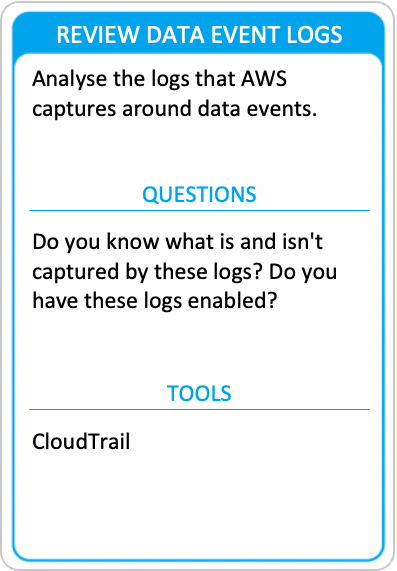 REVIEW DATA EVENT LOGS
Analyse the logs that AWS
captures around data events.
QUESTIONS
Do you know what is and isn't
captured by these logs? Do you
have these logs enabled?
TOOLS
CloudTrail